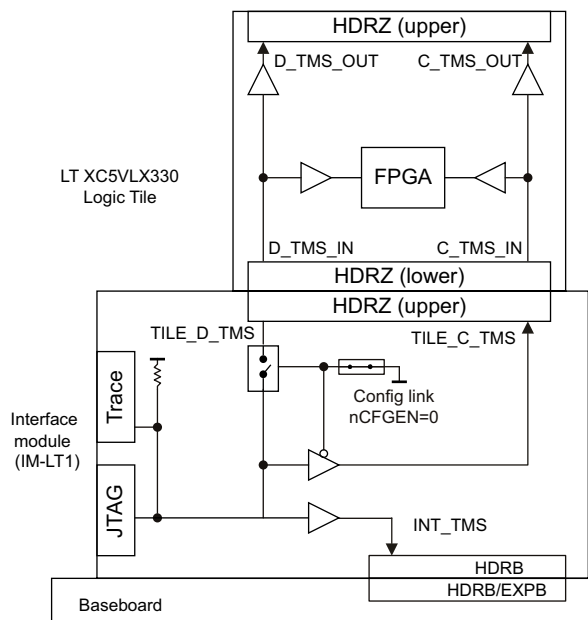 HDRZ (upper)
D_TMS_OUT
C_TMS_OUT
LT XC5VLX330
Logic Tile
FPGA
D_TMS_IN
C_TMS_IN
HDRZ (lower)
HDRZ (upper)
TILE_D_TMS
TILE_C_TMS
Trace
Config link
nCFGEN=0
Interface
module
(IM-LT1)
JTAG
INT_TMS
HDRB
HDRB/EXPB
Baseboard